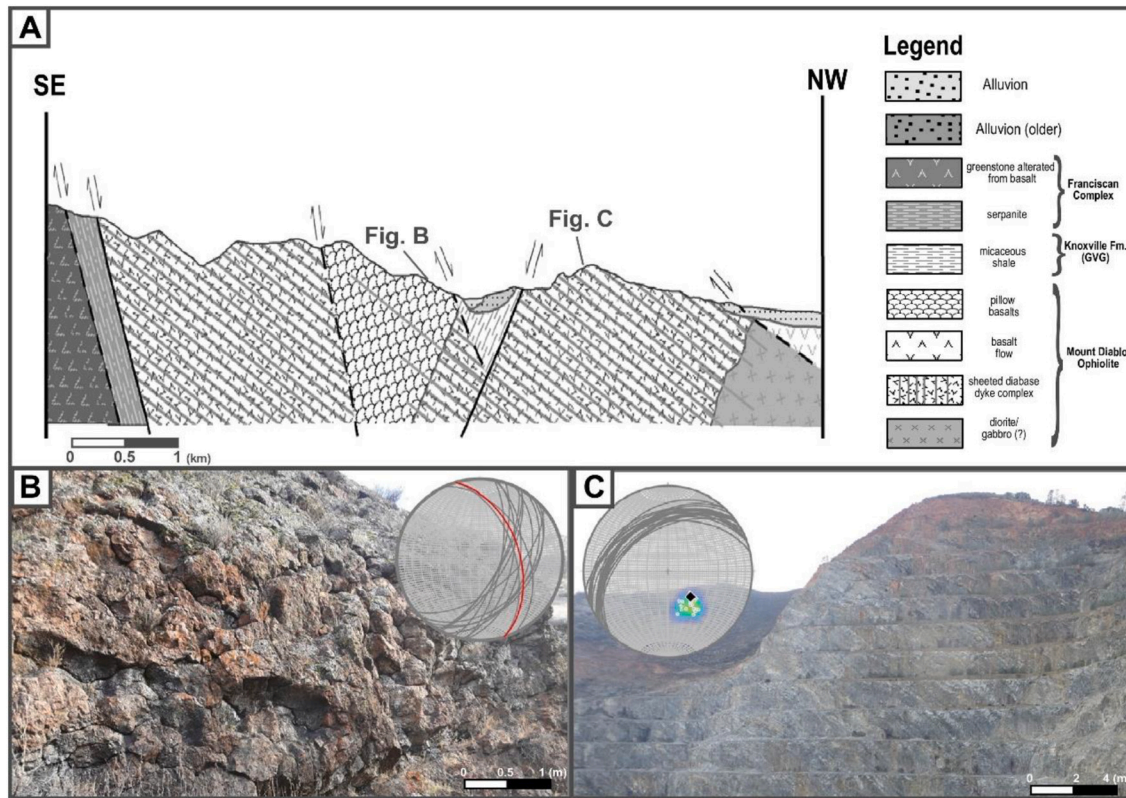 A
SE
NW
Fig. B
Fig. C
0 0.5 1 (km)
Legend
Alluvion
Alluvion (older)
greenstone alterated
from basalt
serpanite
Franciscan
Complex
micaceous
shale
Knoxville Fm.
(GVG)
pillow
basalts
basalt
flow
sheeted diabase
dyke complex
diorite/
gabbro (?)
Mount Diablo
Ophiolite
B
0 0.5 1 (m)
C
0 2 4 (m)